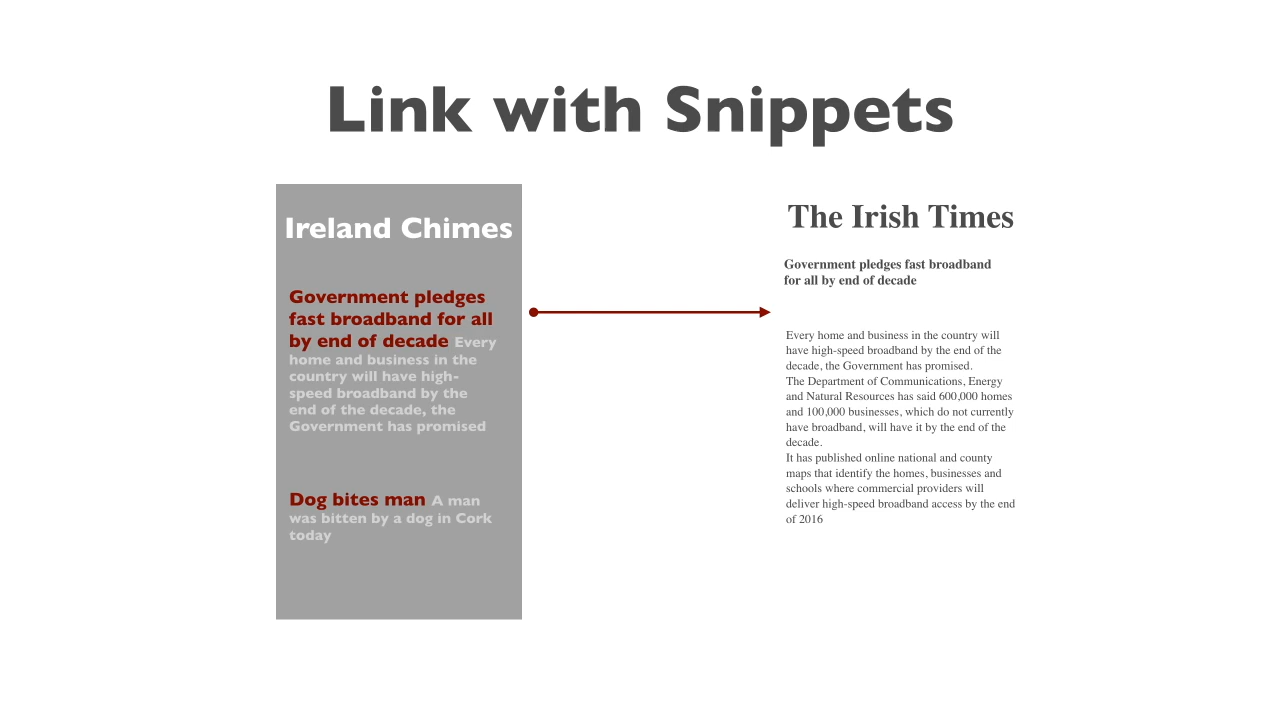 Link with Snippets
Ireland Chimes
Government pledges
fast broadband for all
by end of decade Every
home and business in the
country will have high-
speed broadband by the
end of the decade, the
Government has promised
Dog bites man A man
was bitten by a dog in Cork
today
The Irish Times
Government pledges fast broadband
for all by end of decade
Every home and business in the country will
have high-speed broadband by the end of the
decade, the Government has promised.
The Department of Communications, Energy
and Natural Resources has said 600,000 homes
and 100,000 businesses, which do not currently
have broadband, will have it by the end of the
decade.
It has published online national and county
maps that identify the homes, businesses and
schools where commercial providers will
deliver high-speed broadband access by the end
of 2016